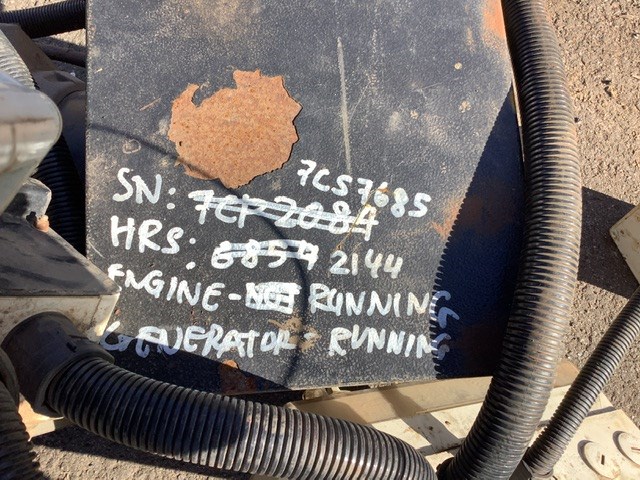 7CS7685
SN: 7CP2084
HRS: 6854 2144
ENGINE - NOT RUNNING
GENERATOR - RUNNING